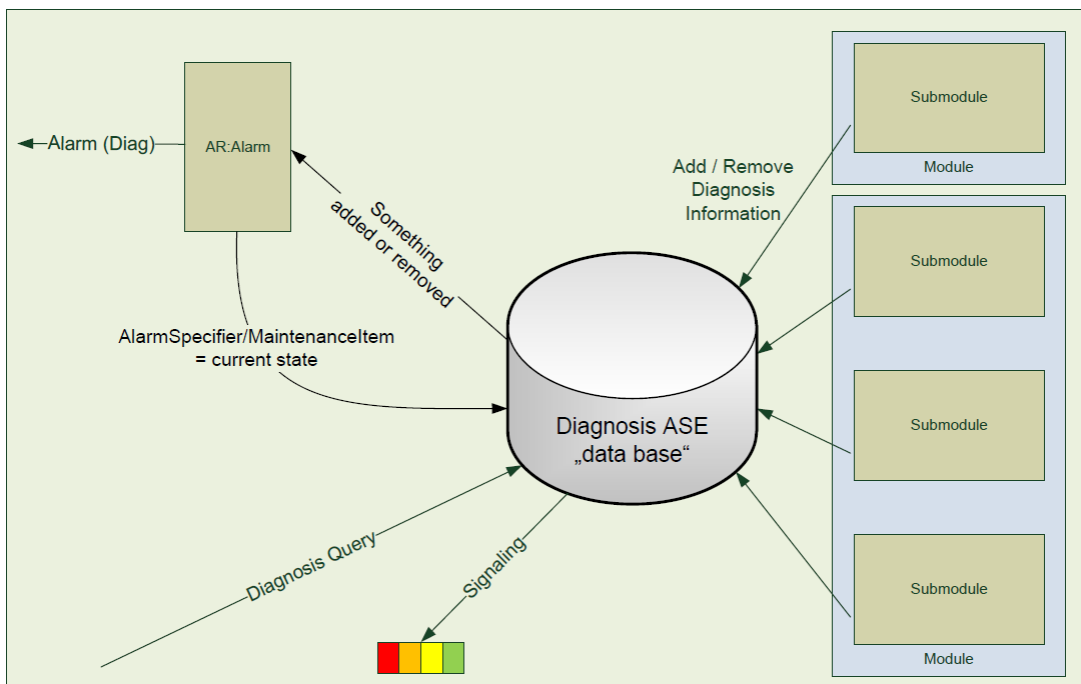 Alarm (Diag)
AR:Alarm
Something
added or removed
AlarmSpecifier/MaintenanceItem
= current state
Add / Remove
Diagnosis
Information
Diagnosis ASE
„data base“
Diagnosis Query
Signaling
Submodule
Module
Submodule
Submodule
Submodule
Module